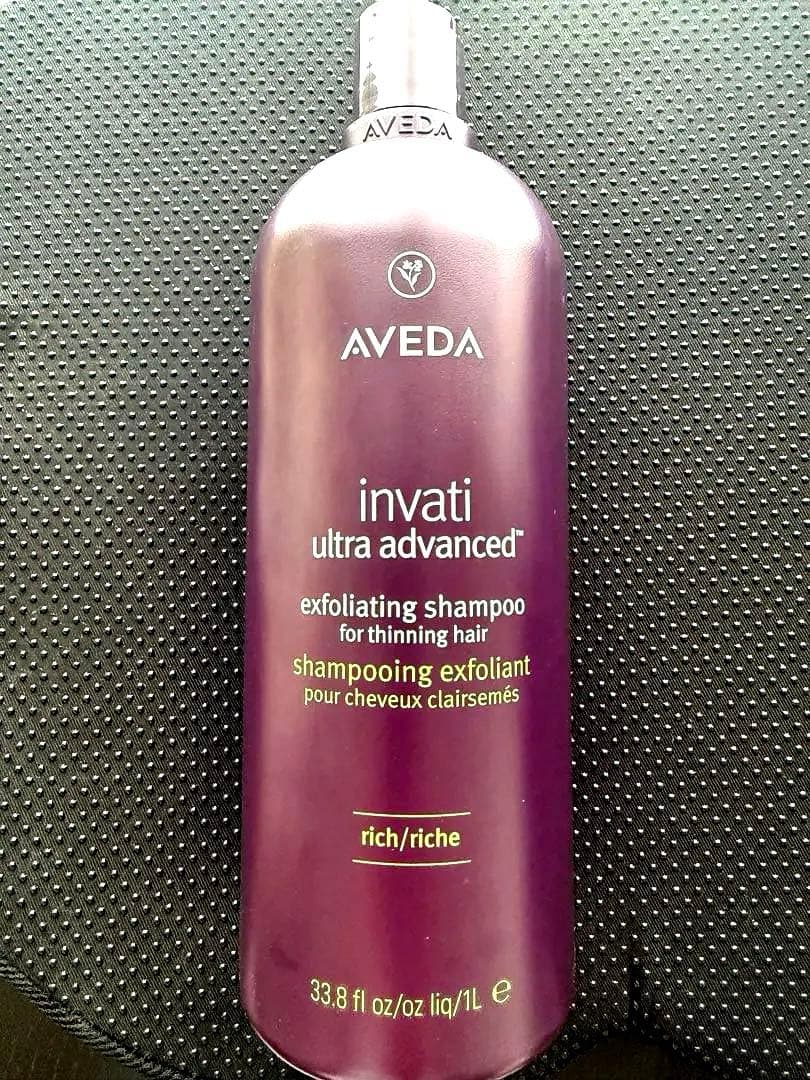 AVEDA
AVEDA
invati
ultra advanced™
exfoliating shampoo
for thinning hair
shampooing exfoliant
pour cheveux clairsemés
rich/riche
33.8 fl oz/oz liq/1L ℮